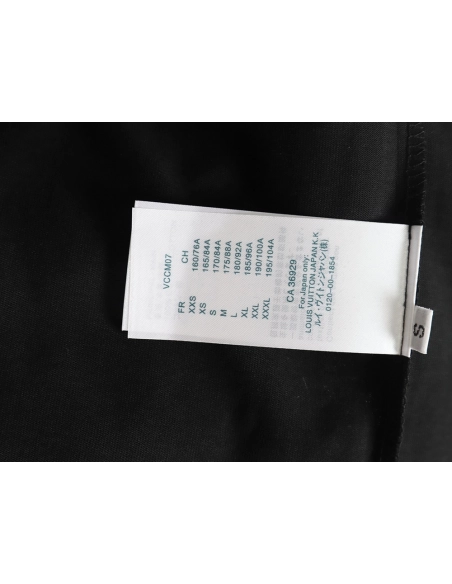 VCCM07
FR CH
XXS 160/76A
XS 165/84A
S 170/84A
M 175/88A
L 180/92A
XL 185/96A
XXL 190/100A
XXXL 195/104A
CA 36929
For Japan only:
LOUIS VUITTON JAPAN K.K
ルイ・ヴィトンジャパン(株)
0120-00-1854
S